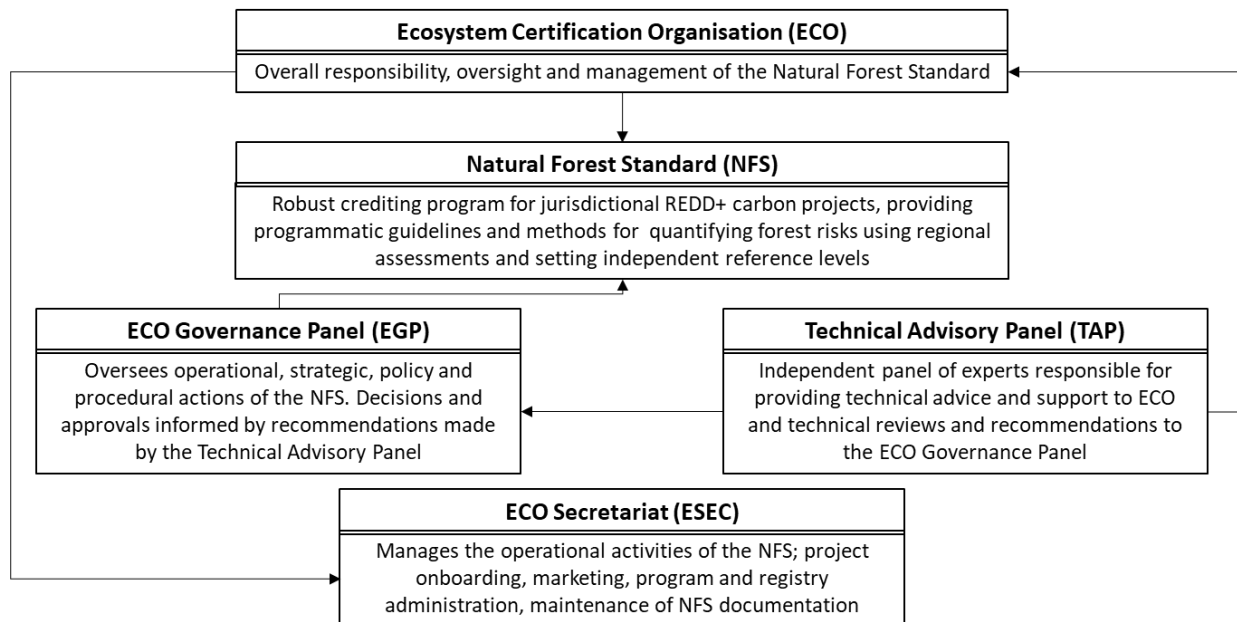 Ecosystem Certification Organisation (ECO)
Overall responsibility, oversight and management of the Natural Forest Standard
Natural Forest Standard (NFS)
Robust crediting program for jurisdictional REDD+ carbon projects, providing
programmatic guidelines and methods for  quantifying forest risks using regional
assessments and setting independent reference levels
ECO Governance Panel (EGP)
Oversees operational, strategic, policy and
procedural actions of the NFS. Decisions and
approvals informed by recommendations made
by the Technical Advisory Panel
Technical Advisory Panel (TAP)
Independent panel of experts responsible for
providing technical advice and support to ECO
and technical reviews and recommendations to
the ECO Governance Panel
ECO Secretariat (ESEC)
Manages the operational activities of the NFS; project
onboarding, marketing, program and registry
administration, maintenance of NFS documentation